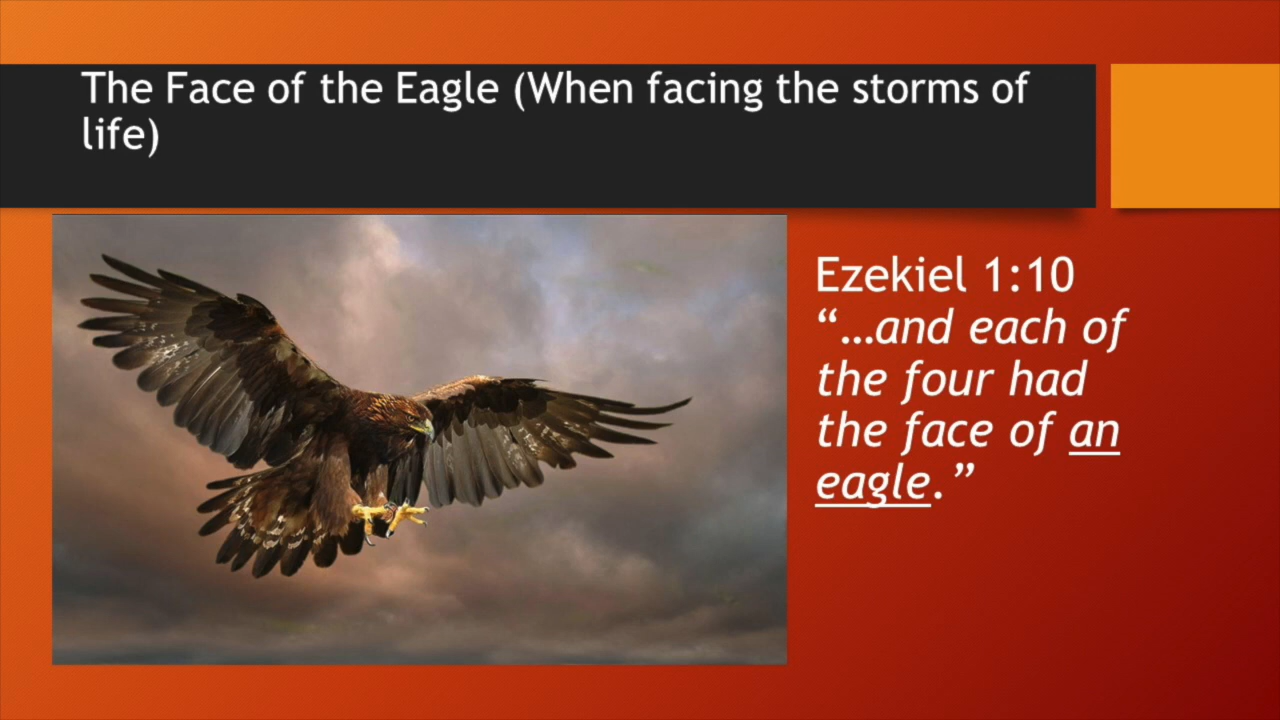 The Face of the Eagle (When facing the storms of
life)
Ezekiel 1:10
“…and each of
the four had
the face of an
eagle.”